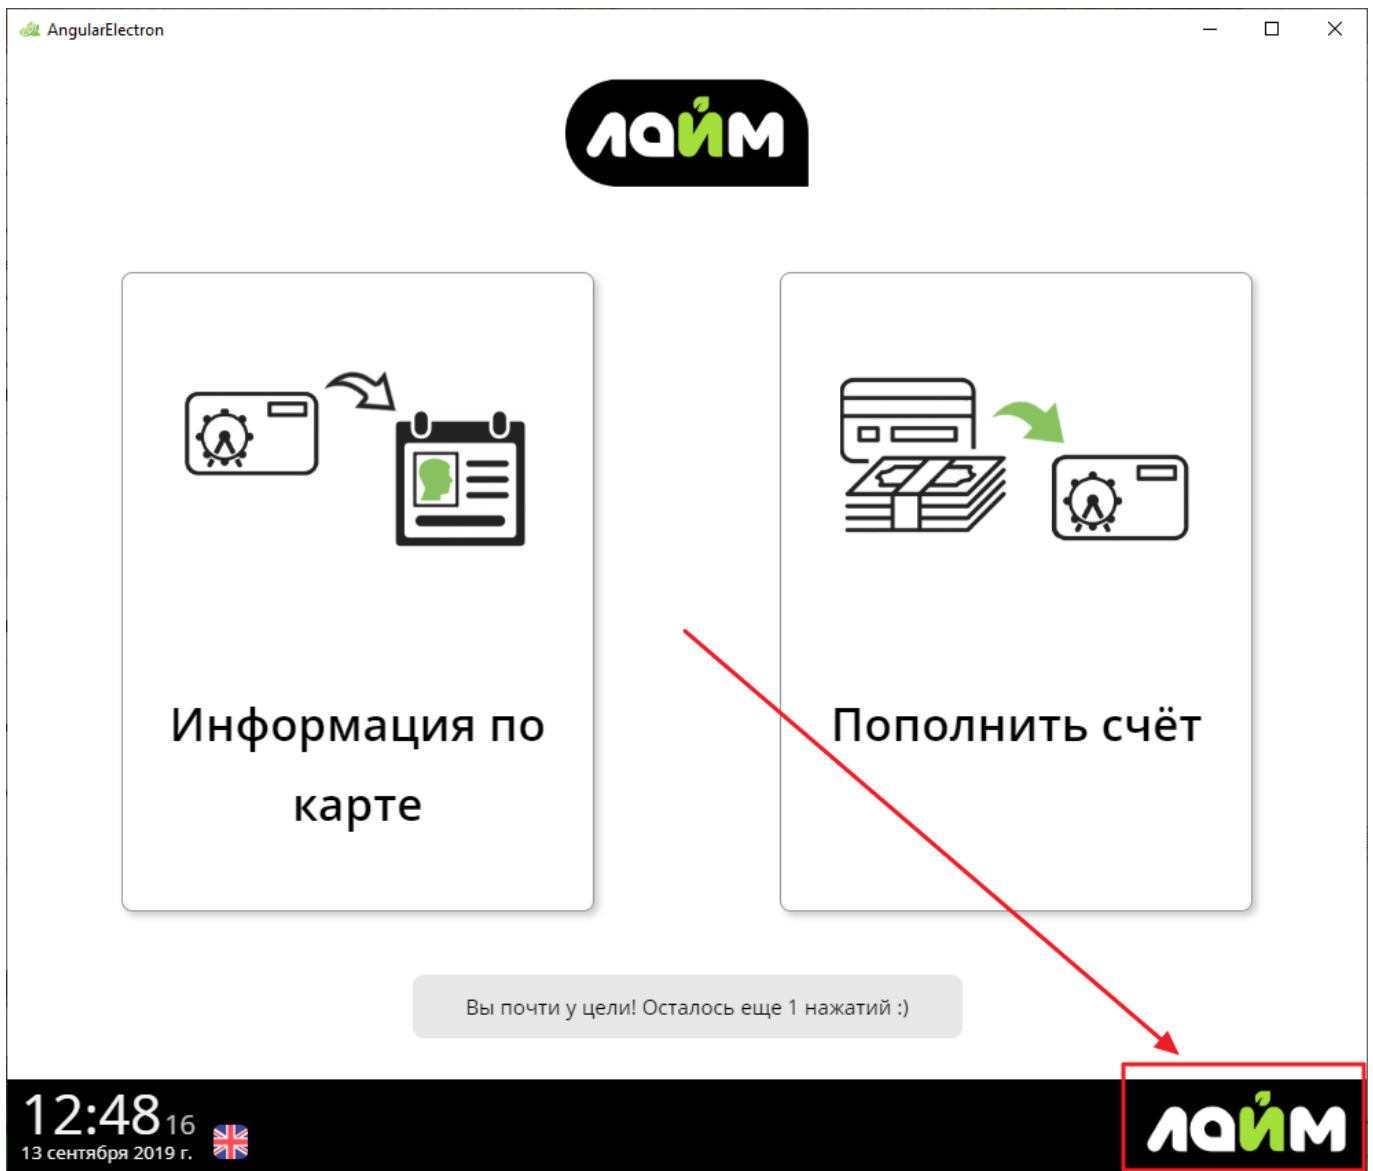 AngularElectron
лайм
Информация по
карте
Пополнить счёт
Вы почти у цели! Осталось еще 1 нажатий :)
12:48 16
13 сентября 2019 г.
лайм